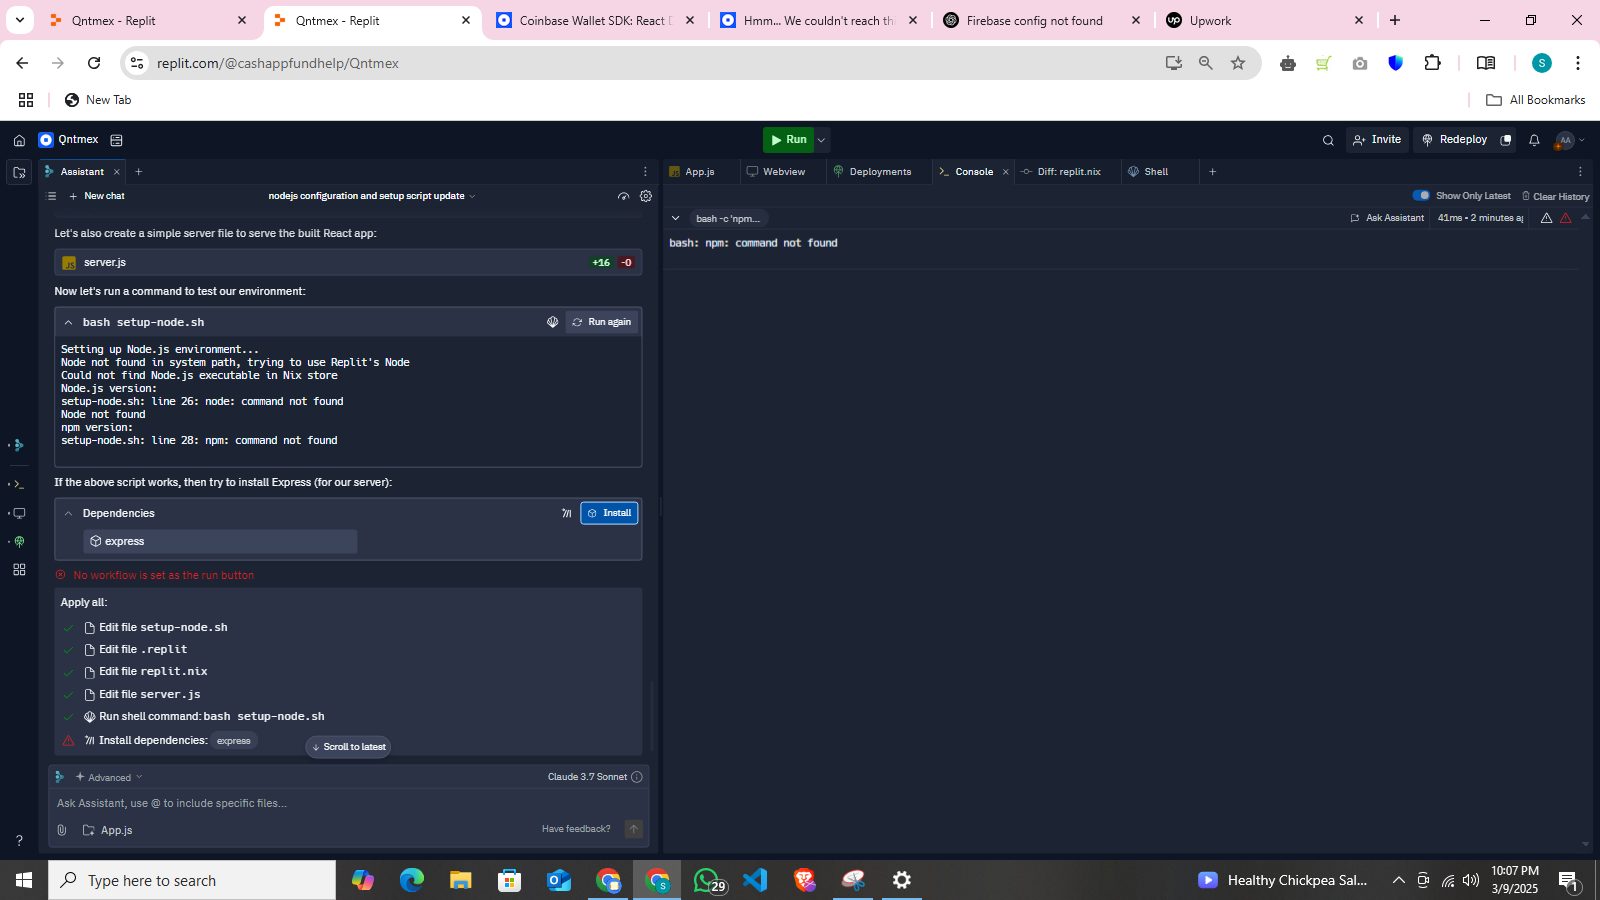 Qntmex - Replit
Qntmex - Replit
Coinbase Wallet SDK: React D
Hmm... We couldn't reach th
Firebase config not found
Upwork
replit.com/@cashappfundhelp/Qntmex
S
New Tab
All Bookmarks
Qntmex
Run
Invite
Redeploy
AA
Assistant
App.js
Webview
Deployments
Console
Diff: replit.nix
Shell
New chat
nodejs configuration and setup script update
Show Only Latest
Clear History
bash -c 'npm...
Ask Assistant
41ms • 2 minutes ag
bash: npm: command not found
Let's also create a simple server file to serve the built React app:
JS server.js
+16 -0
Now let's run a command to test our environment:
bash setup-node.sh
Run again
Setting up Node.js environment...
Node not found in system path, trying to use Replit's Node
Could not find Node.js executable in Nix store
Node.js version:
setup-node.sh: line 26: node: command not found
Node not found
npm version:
setup-node.sh: line 28: npm: command not found
If the above script works, then try to install Express (for our server):
Dependencies
Install
express
No workflow is set as the run button
Apply all:
Edit file setup-node.sh
Edit file .replit
Edit file replit.nix
Edit file server.js
Run shell command: bash setup-node.sh
Install dependencies: express
Scroll to latest
Advanced
Claude 3.7 Sonnet
Ask Assistant, use @ to include specific files...
App.js
Have feedback?
?
Type here to search
S
29
Healthy Chickpea Sal...
10:07 PM
3/9/2025
1